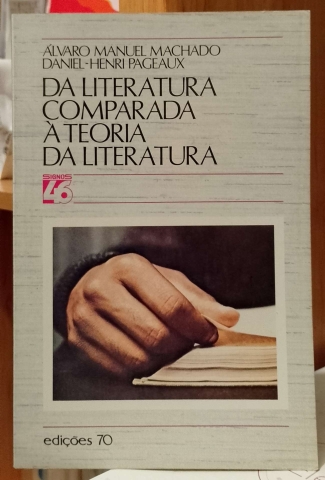 ÁLVARO MANUEL MACHADO
DANIEL-HENRI PAGEAUX
DA LITERATURA
COMPARADA
À TEORIA
DA LITERATURA
SIGNOS
46
edições 70